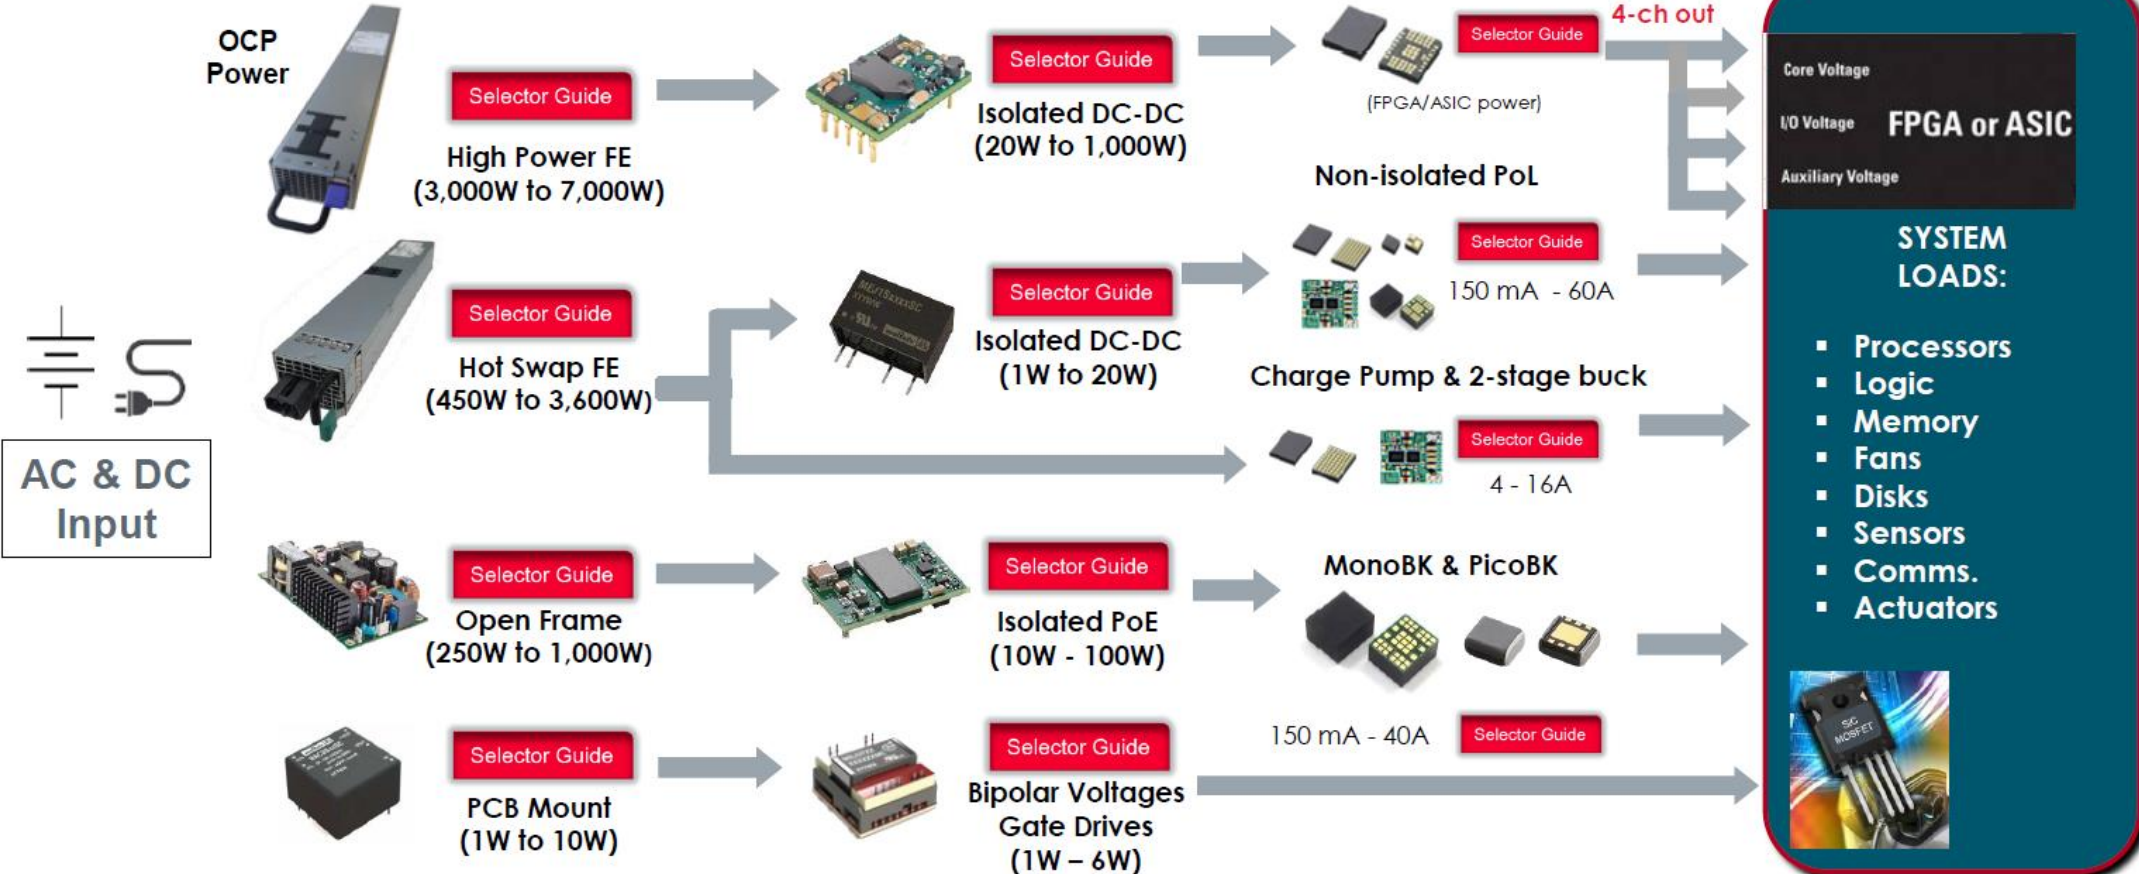 OCP
Power
Selector Guide
High Power FE
(3,000W to 7,000W)
Selector Guide
Isolated DC-DC
(20W to 1,000W)
Selector Guide
(FPGA/ASIC power)
4-ch out
Core Voltage
I/O Voltage
FPGA or ASIC
Auxiliary Voltage
Non-isolated PoL
Selector Guide
150 mA - 60A
Selector Guide
Hot Swap FE
(450W to 3,600W)
Selector Guide
Isolated DC-DC
(1W to 20W)
Charge Pump & 2-stage buck
Selector Guide
4 - 16A
AC & DC
Input
Selector Guide
Open Frame
(250W to 1,000W)
Selector Guide
Isolated PoE
(10W - 100W)
MonoBK & PicoBK
150 mA - 40A
Selector Guide
Selector Guide
PCB Mount
(1W to 10W)
Selector Guide
Bipolar Voltages
Gate Drives
(1W – 6W)
SYSTEM
LOADS:
▪ Processors
▪ Logic
▪ Memory
▪ Fans
▪ Disks
▪ Sensors
▪ Comms.
▪ Actuators
SiC
MOSFET